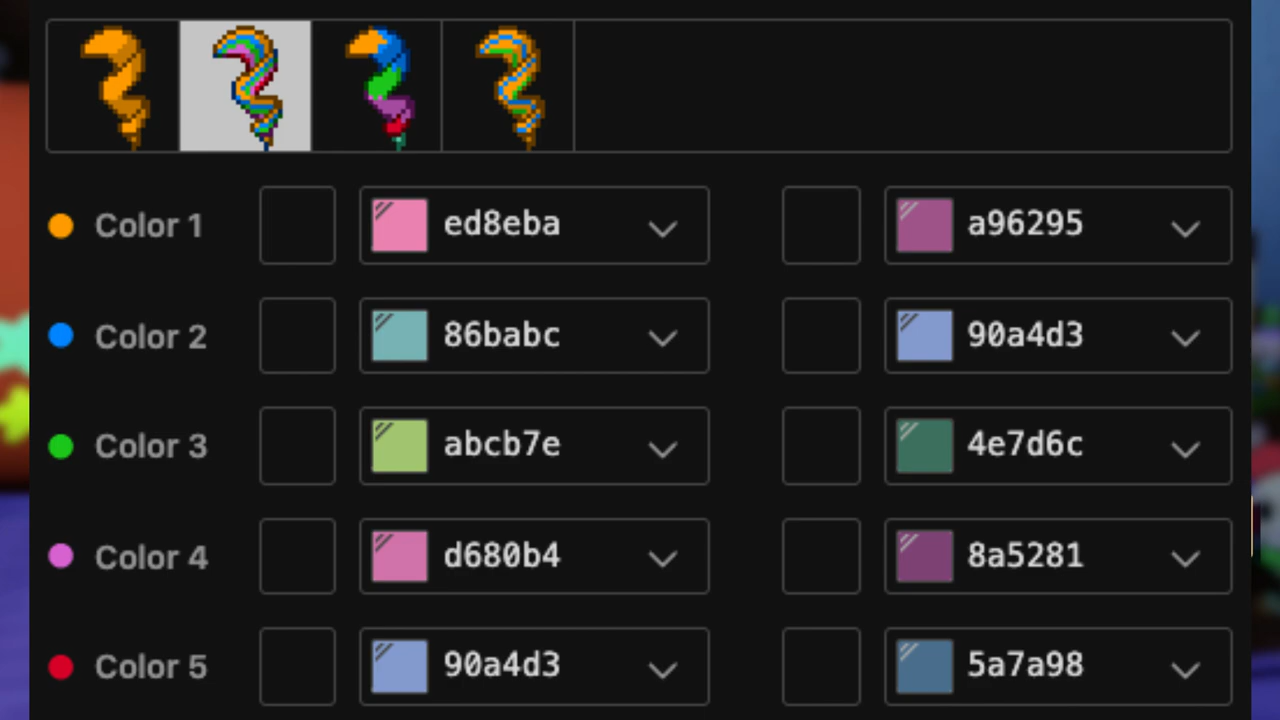 Color 1 ed8eba a96295
Color 2 86babc 90a4d3
Color 3 abcb7e 4e7d6c
Color 4 d680b4 8a5281
Color 5 90a4d3 5a7a98